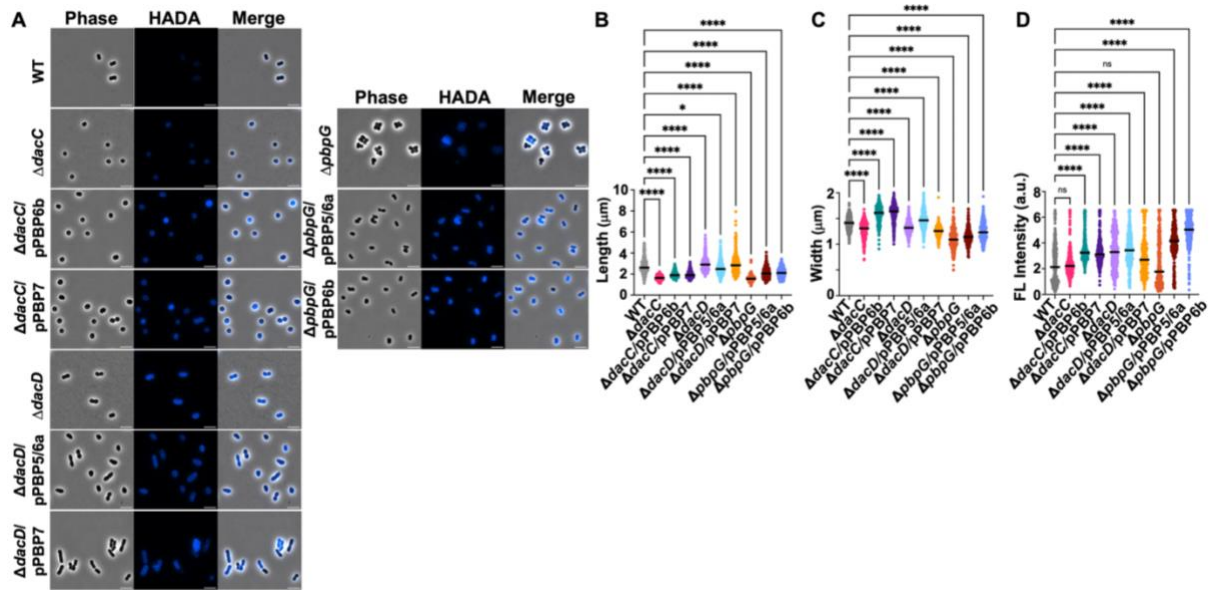 A
Phase HADA Merge
WT
ΔdacC
ΔdacC/
pPBP6b
ΔdacC/
pPBP7
ΔdacD
ΔdacD/
pPBP5/6a
ΔdacD/
pPBP7
Phase HADA Merge
ΔpbpG
ΔpbpG/
pPBP5/6a
ΔpbpG/
pPBP6b
B
****
****
****
****
*
****
****
****
****
Length (μm)
10
8
6
4
2
0
WT
ΔdacC
ΔdacC/pPBP6b
ΔdacC/pPBP7
ΔdacD
ΔdacD/pPBP5/6a
ΔdacD/pPBP7
ΔpbpG
ΔpbpG/pPBP5/6a
ΔpbpG/pPBP6b
C
****
****
****
****
****
****
****
****
****
Width (μm)
2
1
0
WT
ΔdacC
ΔdacC/pPBP6b
ΔdacC/pPBP7
ΔdacD
ΔdacD/pPBP5/6a
ΔdacD/pPBP7
ΔpbpG
ΔpbpG/pPBP5/6a
ΔpbpG/pPBP6b
D
****
****
ns
****
****
****
****
****
ns
FL Intensity (a.u.)
8
6
4
2
0
WT
ΔdacC
ΔdacC/pPBP6b
ΔdacC/pPBP7
ΔdacD
ΔdacD/pPBP5/6a
ΔdacD/pPBP7
ΔpbpG
ΔpbpG/pPBP5/6a
ΔpbpG/pPBP6b